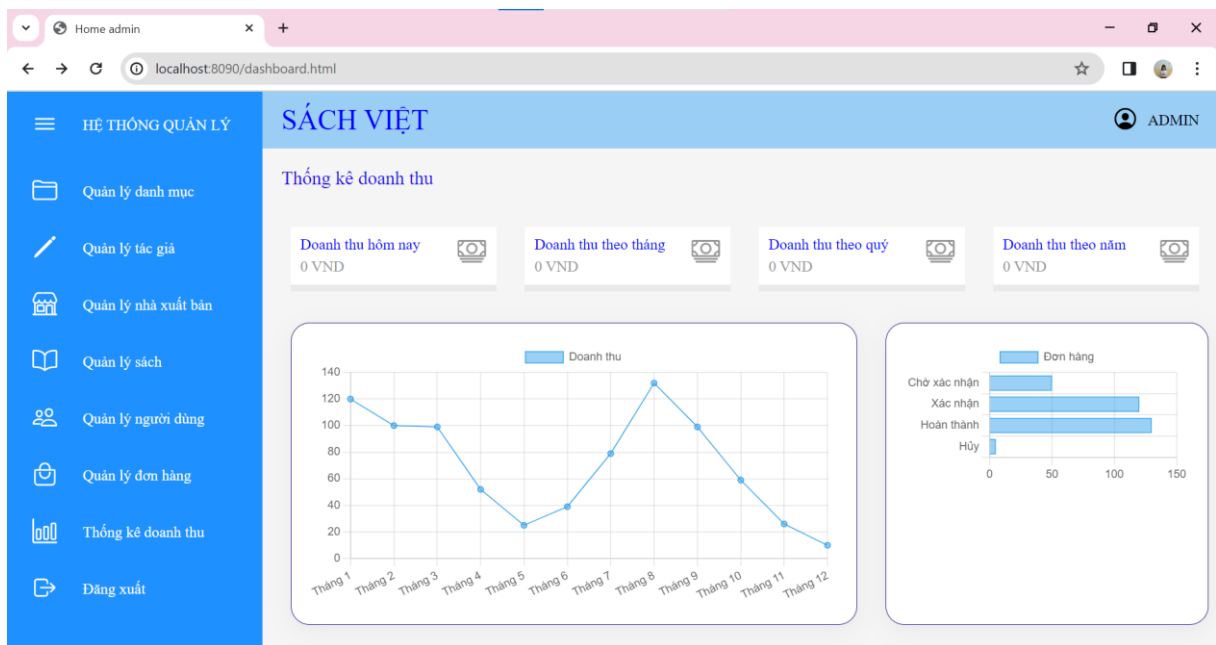 Home admin
localhost:8090/dashboard.html
HỆ THỐNG QUẢN LÝ
SÁCH VIỆT
ADMIN
Quản lý danh mục
Quản lý tác giả
Quản lý nhà xuất bản
Quản lý sách
Quản lý người dùng
Quản lý đơn hàng
Thống kê doanh thu
Đăng xuất
Thống kê doanh thu
Doanh thu hôm nay
0 VND
Doanh thu theo tháng
0 VND
Doanh thu theo quý
0 VND
Doanh thu theo năm
0 VND
Doanh thu
140
120
100
80
60
40
20
0
Tháng 1
Tháng 2
Tháng 3
Tháng 4
Tháng 5
Tháng 6
Tháng 7
Tháng 8
Tháng 9
Tháng 10
Tháng 11
Tháng 12
Đơn hàng
Chờ xác nhận
Xác nhận
Hoàn thành
Hủy
0
50
100
150